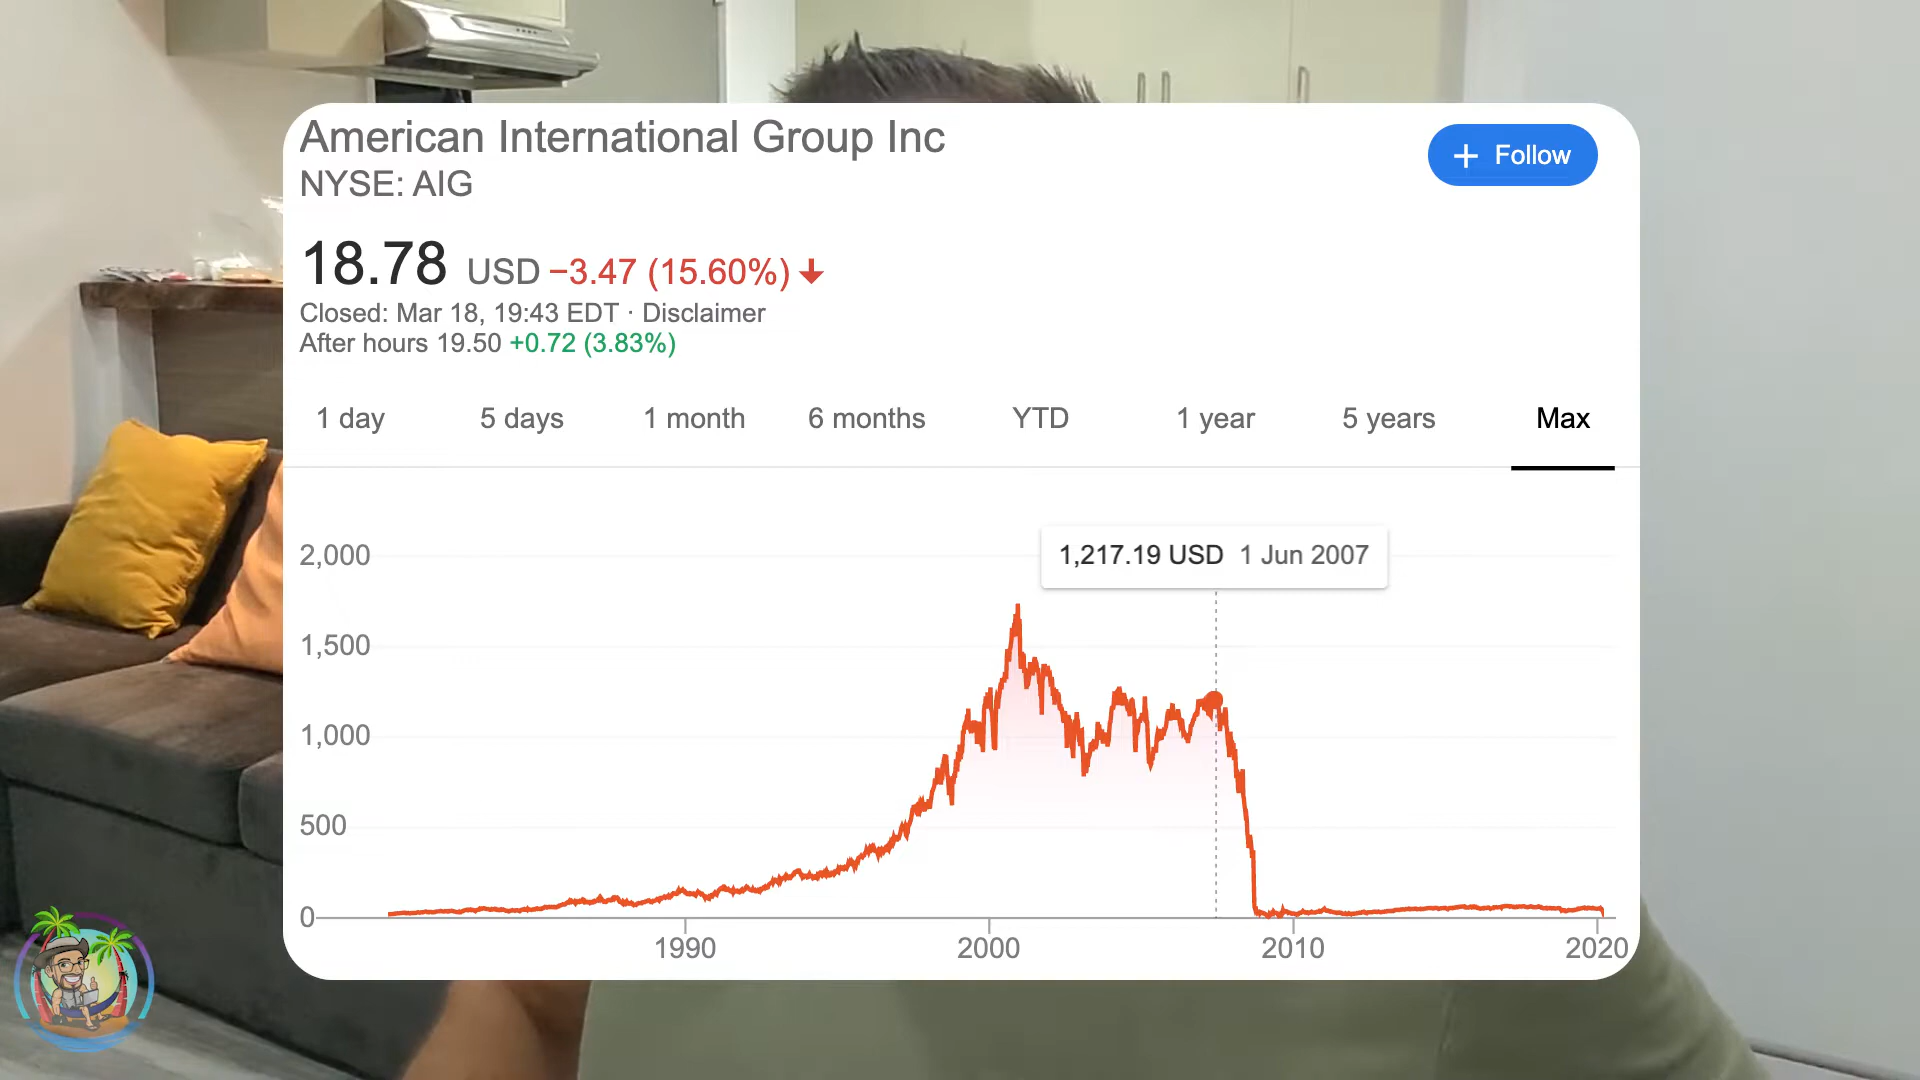 American International Group Inc
NYSE: AIG
+ Follow
18.78 USD −3.47 (15.60%)
Closed: Mar 18, 19:43 EDT · Disclaimer
After hours 19.50 +0.72 (3.83%)
1 day 5 days 1 month 6 months YTD 1 year 5 years Max
1,217.19 USD 1 Jun 2007
2,000
1,500
1,000
500
0
1990 2000 2010 2020